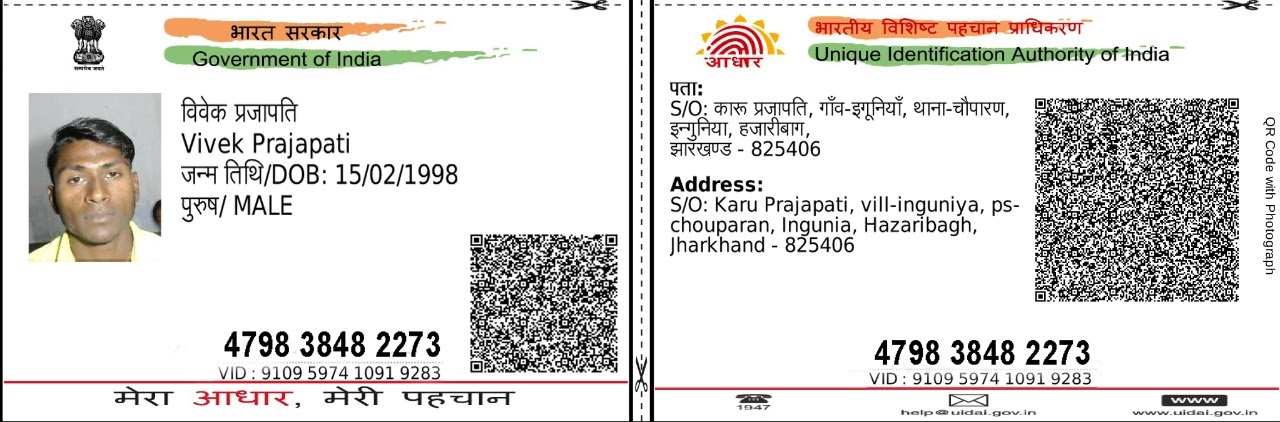 भारत सरकार
Government of India
सत्यमेव जयते
विवेक प्रजापति
Vivek Prajapati
जन्म तिथि/DOB: 15/02/1998
पुरुष/ MALE
4798 3848 2273
VID : 9109 5974 1091 9283
मेरा आधार, मेरी पहचान
भारतीय विशिष्ट पहचान प्राधिकरण
Unique Identification Authority of India
आधार
पता:
S/O: कारू प्रजापति, गाँव-इगूनियाँ, थाना-चौपारण,
इन्गुनिया, हजारीबाग,
झारखण्ड - 825406
Address:
S/O: Karu Prajapati, vill-inguniya, ps-
chouparan, Ingunia, Hazaribagh,
Jharkhand - 825406
QR Code with Photograph
4798 3848 2273
VID : 9109 5974 1091 9283
1947
help@uidai.gov.in
www
www.uidai.gov.in